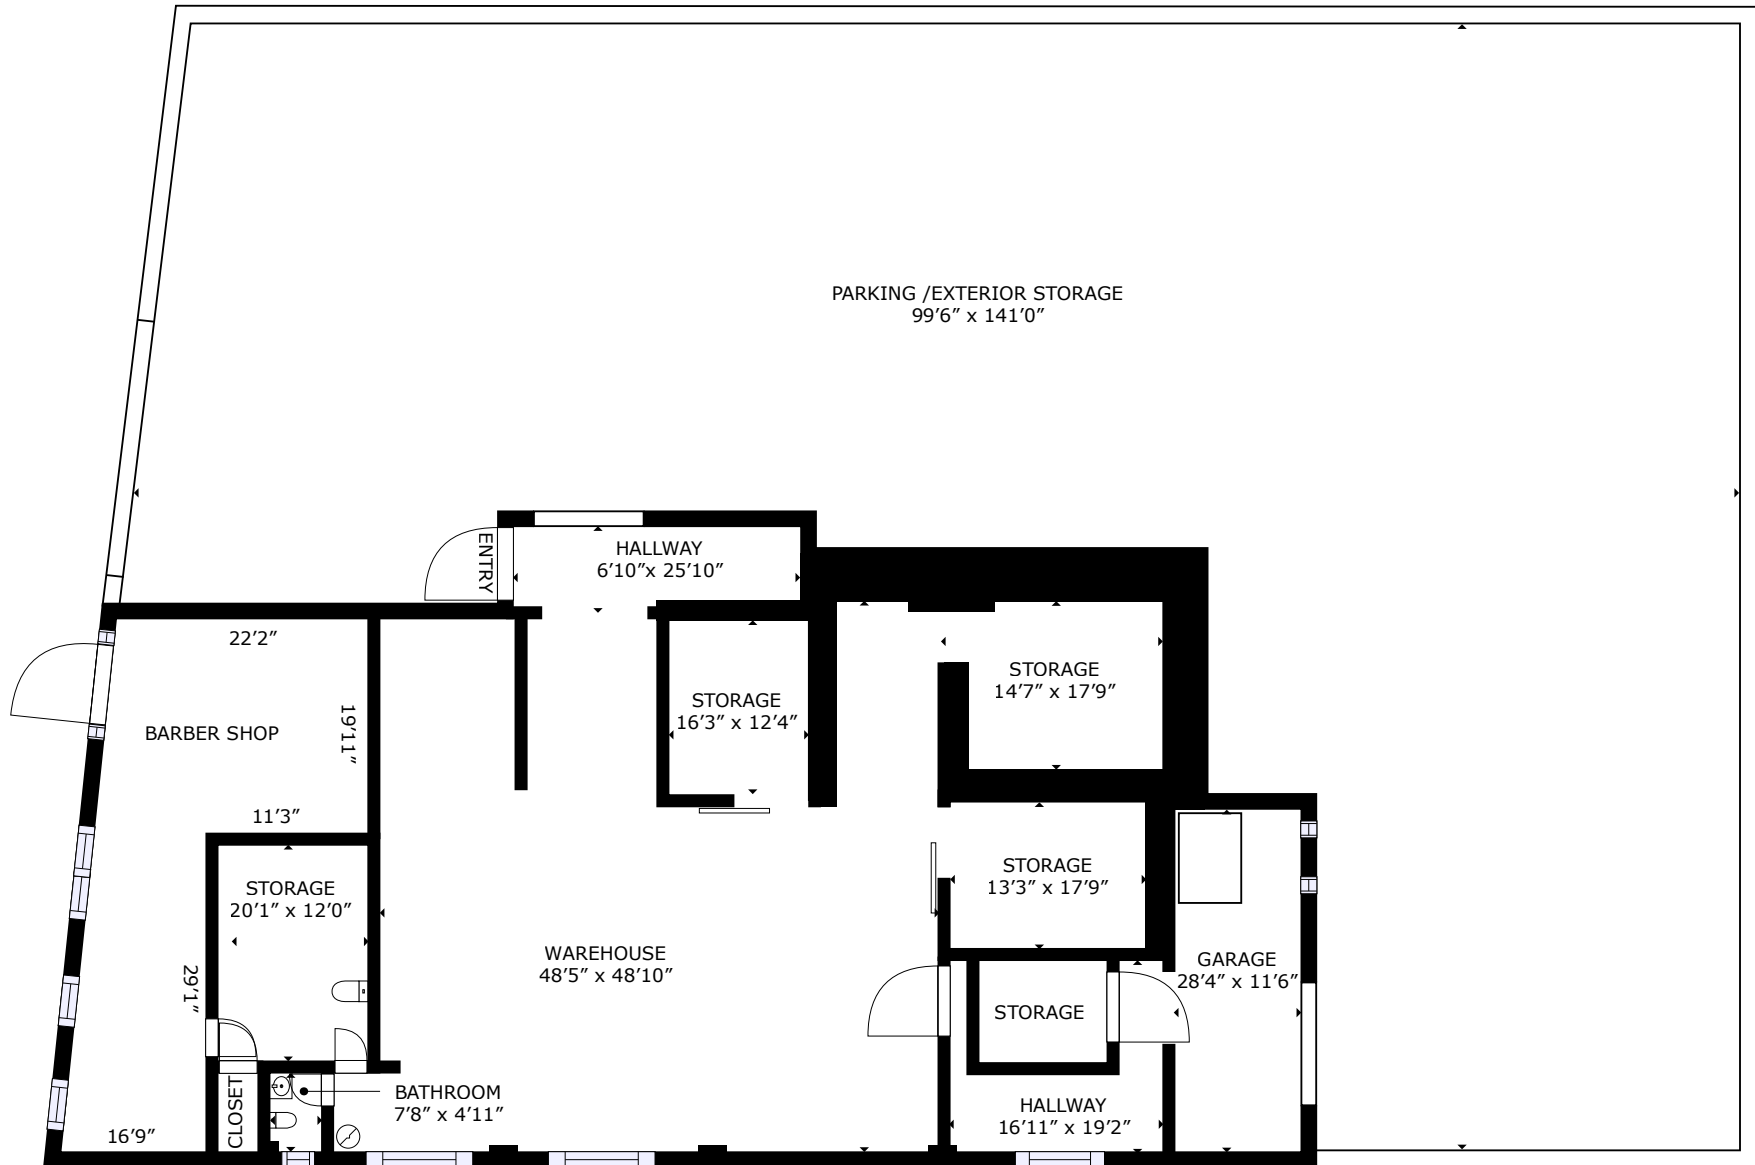 PARKING /EXTERIOR STORAGE
99'6” x 141'0”
ENTRY
HALLWAY
6'10”x 25'10”
22'2”
BARBER SHOP
19'11”
11'3”
STORAGE
16'3” x 12'4”
STORAGE
14'7” x 17'9”
STORAGE
20'1” x 12'0”
STORAGE
13'3” x 17'9”
WAREHOUSE
48'5” x 48'10”
29'1”
GARAGE
28'4” x 11'6”
STORAGE
CLOSET
BATHROOM
7'8” x 4'11”
HALLWAY
16'11” x 19'2”
16'9”